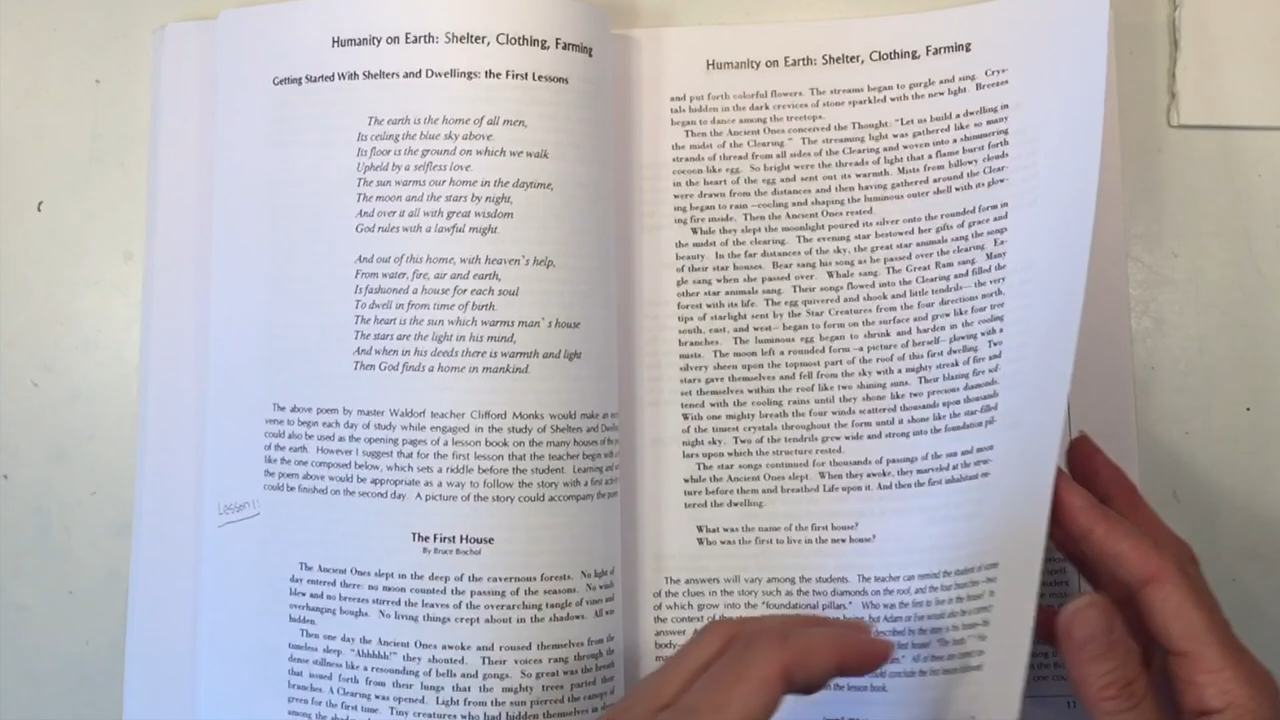 Humanity on Earth: Shelter, Clothing, Farming
Getting Started With Shelters and Dwellings: the First Lessons
The earth is the home of all men,
Its ceiling the blue sky above.
Its floor is the ground on which we walk
Upheld by a selfless love.
The sun warms our home in the daytime,
The moon and the stars by night,
And over it all with great wisdom
God rules with a lawful might.
And out of this home, with heaven's help,
From water, fire, air and earth,
Is fashioned a house for each soul
To dwell in from time of birth.
The heart is the sun which warms man's house
The stars are the light in his mind,
And when in his deeds there is warmth and light
Then God finds a home in mankind.
The above poem by master Waldorf teacher Clifford Monks would make an
verse to begin each day of study while engaged in the study of Shelters and
could also be used as the opening pages of a lesson book on the many houses of the
of the earth. However I suggest that for the first lesson that the teacher begin
like the one composed below, which sets a riddle before the student. Learning
the poem above would be appropriate as a way to follow the story with a first
could be finished on the second day. A picture of the story could accompany the
Lesson 1:
The First House
By Bruce Bischof
The Ancient Ones slept in the deep of the cavernous forests. No light of
day entered there: no moon counted the passing of the seasons. No winds
blew and no breezes stirred the leaves of the overarching tangle of vines and
overhanging boughs. No living things crept about in the shadows. All was
hidden.
Then one day the Ancient Ones awoke and roused themselves from the
timeless sleep. "Ahhhhh!" they shouted. Their voices rang through the
dense stillness like a resounding of bells and gongs. So great was the breath
that issued forth from their lungs that the mighty trees parted their
branches. A Clearing was opened. Light from the sun pierced the canopy of
green for the first time. Tiny creatures who had hidden themselves in
among the
Humanity on Earth: Shelter, Clothing, Farming
and put forth colorful flowers. The streams began to gurgle and sing. Crys-
tals hidden in the dark crevices of stone sparkled with the new light. Breezes
began to dance among the treetops.
Then the Ancient Ones conceived the Thought: "Let us build a dwelling in
the midst of the Clearing." The streaming light was gathered like so many
strands of thread from all sides of the Clearing and woven into a shimmering
cocoon-like egg. So bright were the threads of light that a flame burst forth
in the heart of the egg and sent out its warmth. Mists from billowy clouds
were drawn from the distances and then having gathered around the Clear-
ing began to rain —cooling and shaping the luminous outer shell with its glow-
ing fire inside. Then the Ancient Ones rested.
While they slept the moonlight poured its silver onto the rounded form in
the midst of the clearing. The evening star bestowed her gifts of grace and
beauty. In the far distances of the sky, the great star animals sang the songs
of their star houses. Bear sang his song as he passed over the clearing. Ea-
gle sang when she passed over. Whale sang. The Great Ram sang. Many
other star animals sang. Their songs flowed into the Clearing and filled the
forest with its life. The egg quivered and shook and little tendrils— the very
tips of starlight sent by the Star Creatures from the four directions north,
south, east, and west— began to form on the surface and grow like four tree
branches. The luminous egg began to shrink and harden in the cooling
mists. The moon left a rounded form —a picture of herself— glowing with a
silvery sheen upon the topmost part of the roof of this first dwelling. Two
stars gave themselves and fell from the sky with a mighty streak of fire and
set themselves within the roof like two shining suns. Their blazing fire sof-
tened with the cooling rains until they shone like two precious diamonds.
With one mighty breath the four winds scattered thousands upon thousands
of the tiniest crystals throughout the form until it shone like the star-filled
night sky. Two of the tendrils grew wide and strong into the foundation pil-
lars upon which the structure rested.
The star songs continued for thousands of passings of the sun and moon
while the Ancient Ones slept. When they awoke, they marveled at the struc-
ture before them and breathed Life upon it. And then the first inhabitant en-
tered the dwelling.
What was the name of the first house?
Who was the first to live in the new house?
The answers will vary among the students. The teacher can remind the student of some
of the clues in the story such as the two diamonds on the roof, and the four branches—two
of which grow into the "foundational pillars." Who was the first to live in the house? In
the context of the being, but Adam or Eve would also be a correct
answer. described by the story is his house—his
body—
in the lesson book.
11